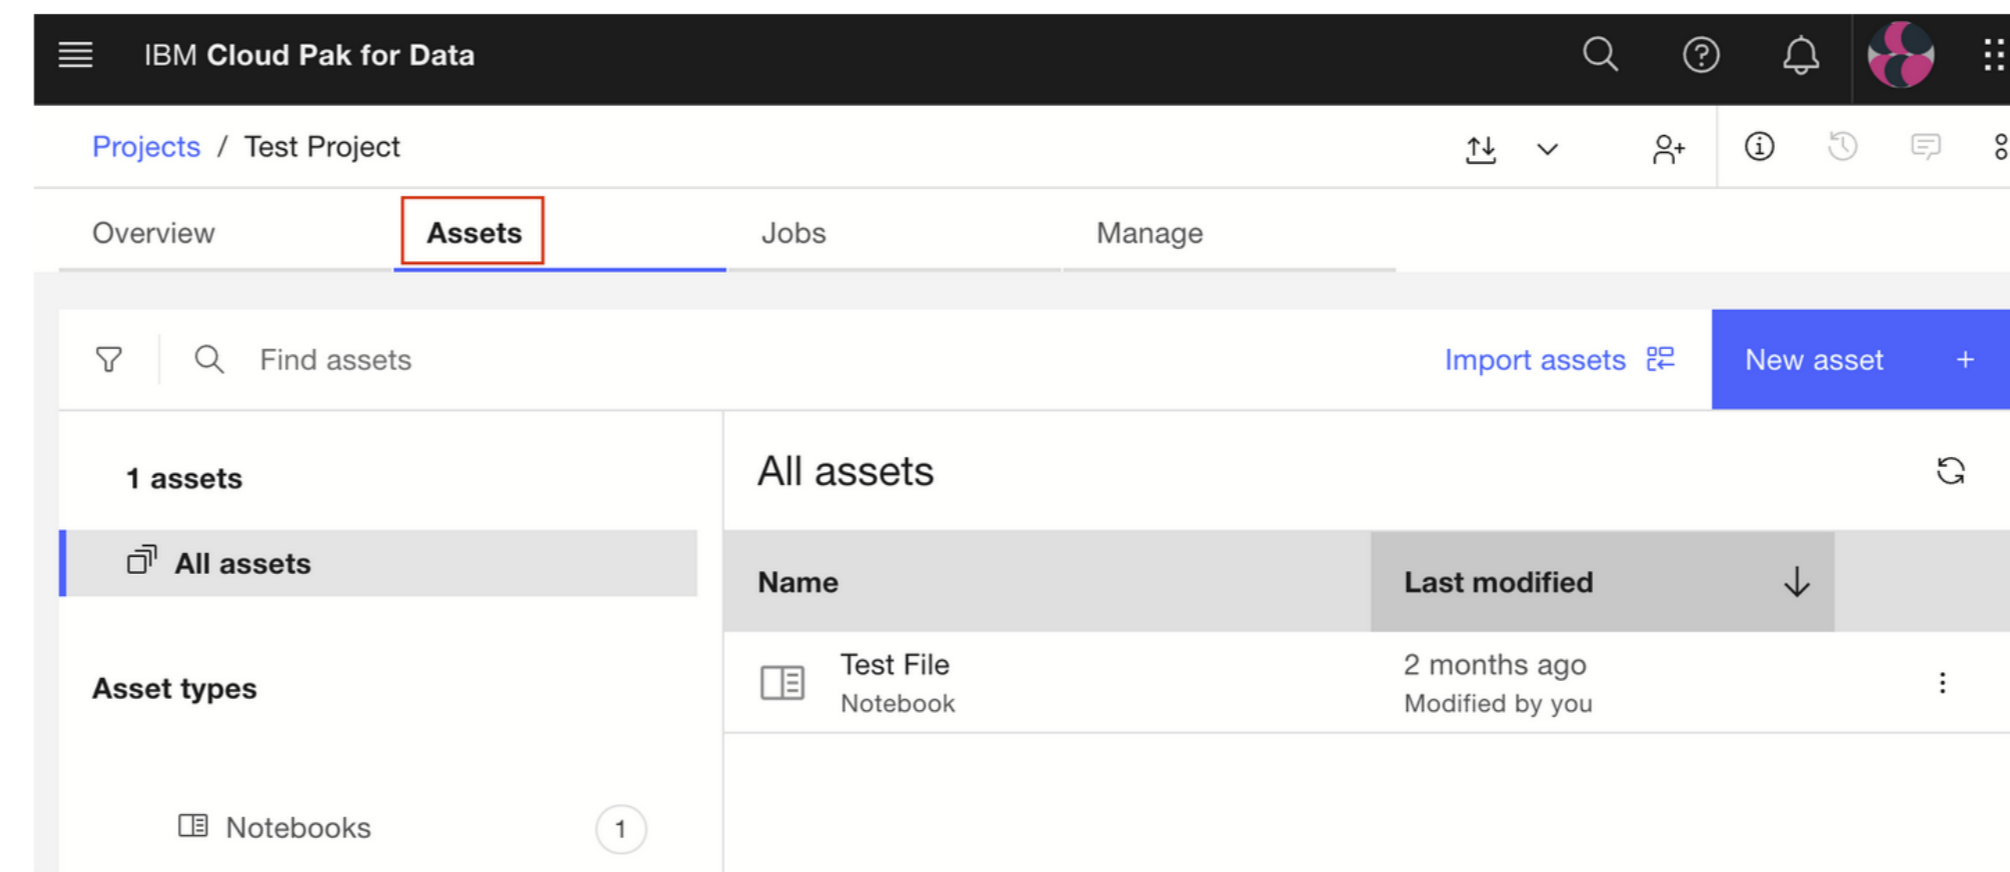 IBM Cloud Pak for Data
Projects / Test Project
Overview
Assets
Jobs
Manage
Find assets
Import assets
New asset +
1 assets
All assets
Asset types
Notebooks
1
All assets
Name
Last modified
Test File
Notebook
2 months ago
Modified by you